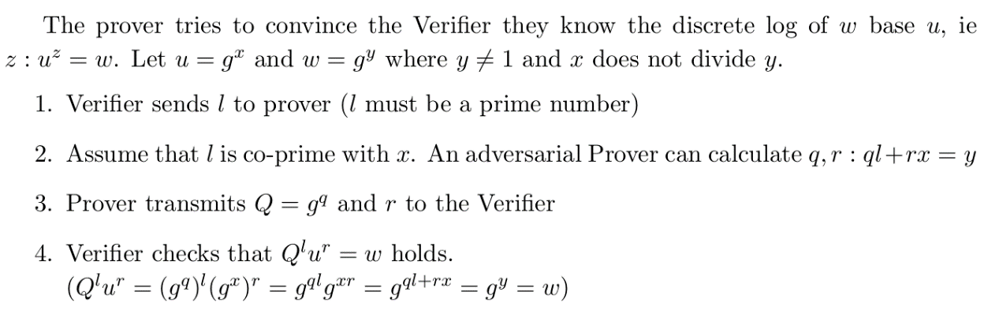 The prover tries to convince the Verifier they know the discrete log of w base u, ie
z : u^z = w. Let u = g^x and w = g^y where y ≠ 1 and x does not divide y.
1. Verifier sends l to prover (l must be a prime number)
2. Assume that l is co-prime with x. An adversarial Prover can calculate q, r : ql+rx = y
3. Prover transmits Q = g^q and r to the Verifier
4. Verifier checks that Q^l u^r = w holds.
(Q^l u^r = (g^q)^l (g^x)^r = g^{ql} g^{xr} = g^{ql+rx} = g^y = w)